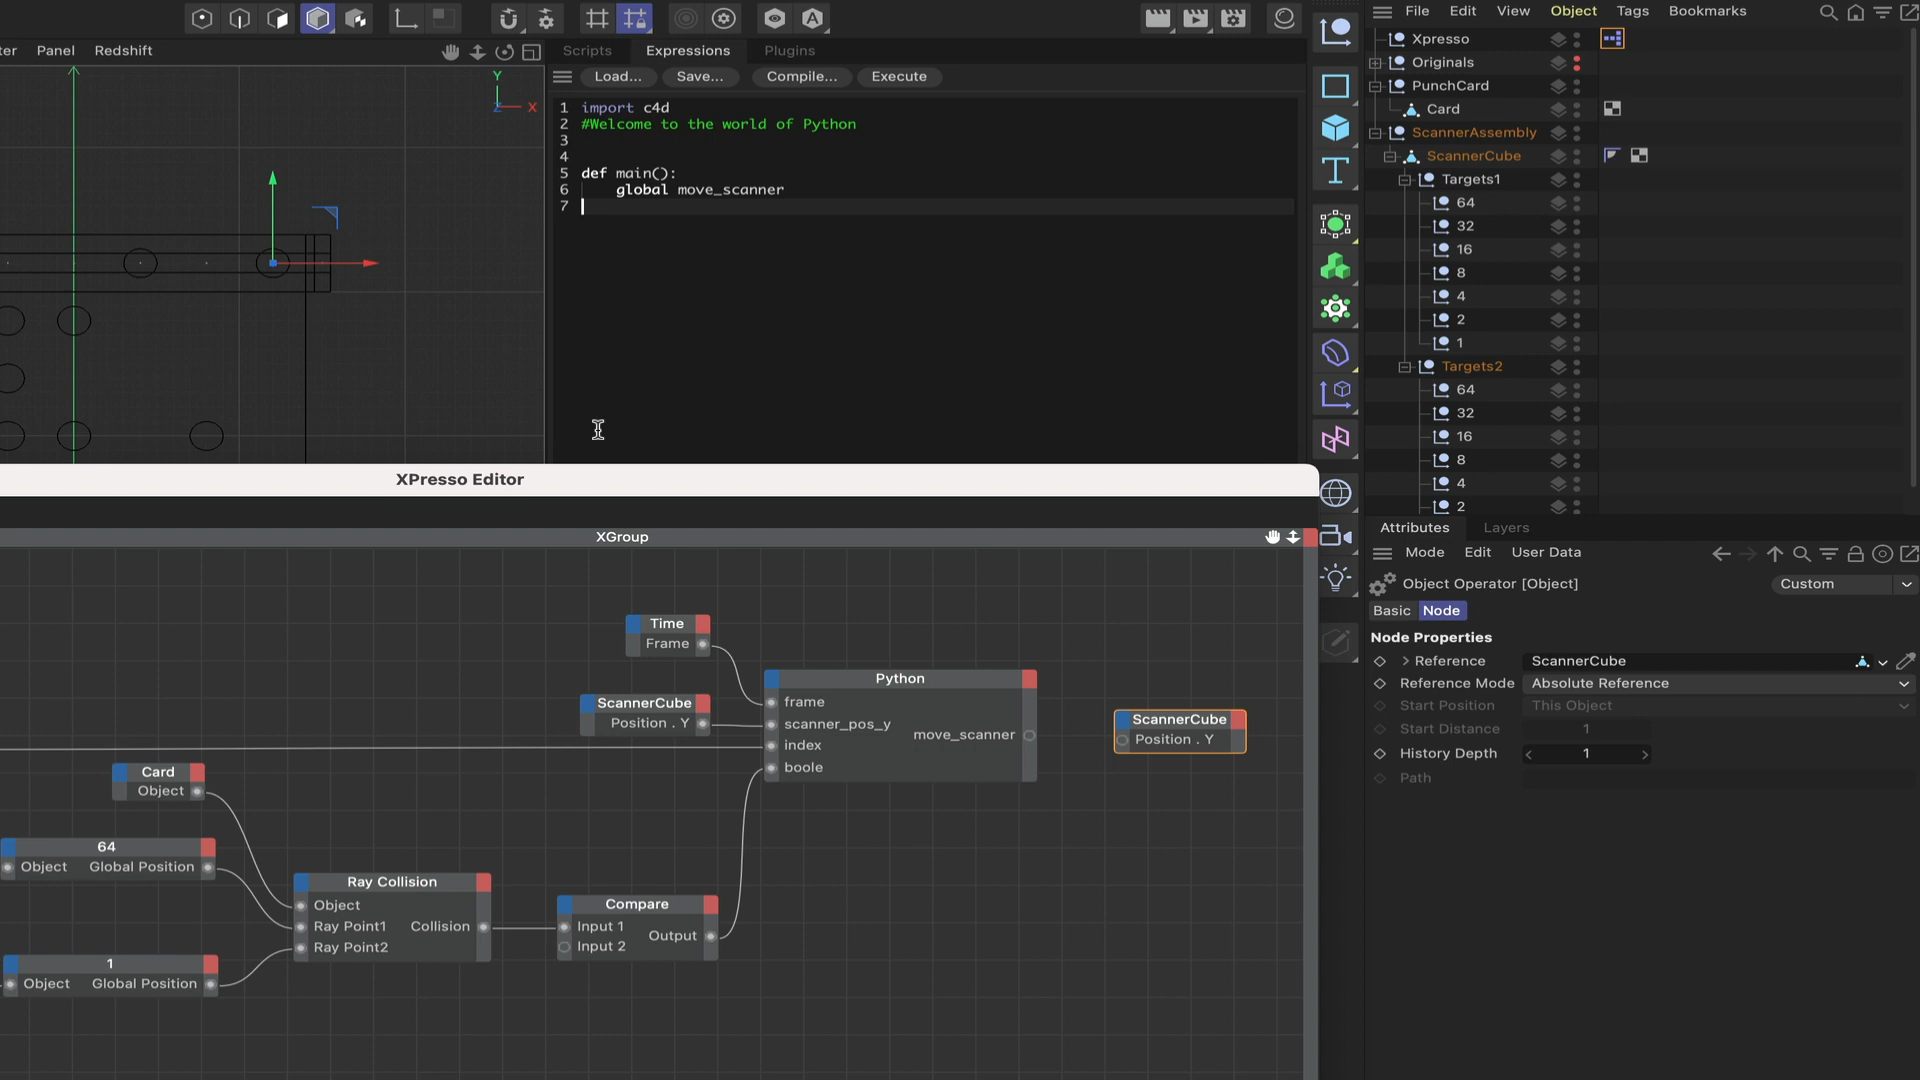 ter Panel Redshift
Scripts Expressions Plugins
Load... Save... Compile... Execute
1 import c4d
2 #Welcome to the world of Python
3
4
5 def main():
6 global move_scanner
7
Y
Z X
XPresso Editor
XGroup
Time
Frame
ScannerCube
Position . Y
Python
frame
scanner_pos_y
index
boole
move_scanner
ScannerCube
Position . Y
Card
Object
64
Object Global Position
1
Object Global Position
Ray Collision
Object
Ray Point1 Collision
Ray Point2
Compare
Input 1
Input 2
Output
File Edit View Object Tags Bookmarks
Xpresso
Originals
PunchCard
Card
ScannerAssembly
ScannerCube
Targets1
64
32
16
8
4
2
1
Targets2
64
32
16
8
4
2
Attributes Layers
Mode Edit User Data
Object Operator [Object] Custom
Basic Node
Node Properties
Reference ScannerCube
Reference Mode Absolute Reference
Start Position This Object
Start Distance 1
History Depth 1
Path